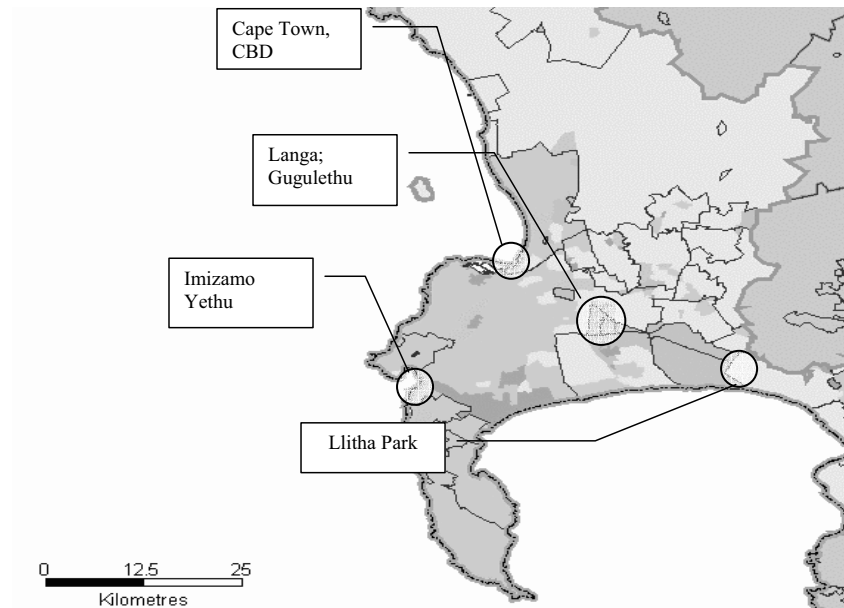 Cape Town,
CBD
Langa;
Gugulethu
Imizamo
Yethu
Llitha Park
0 12.5 25
Kilometres